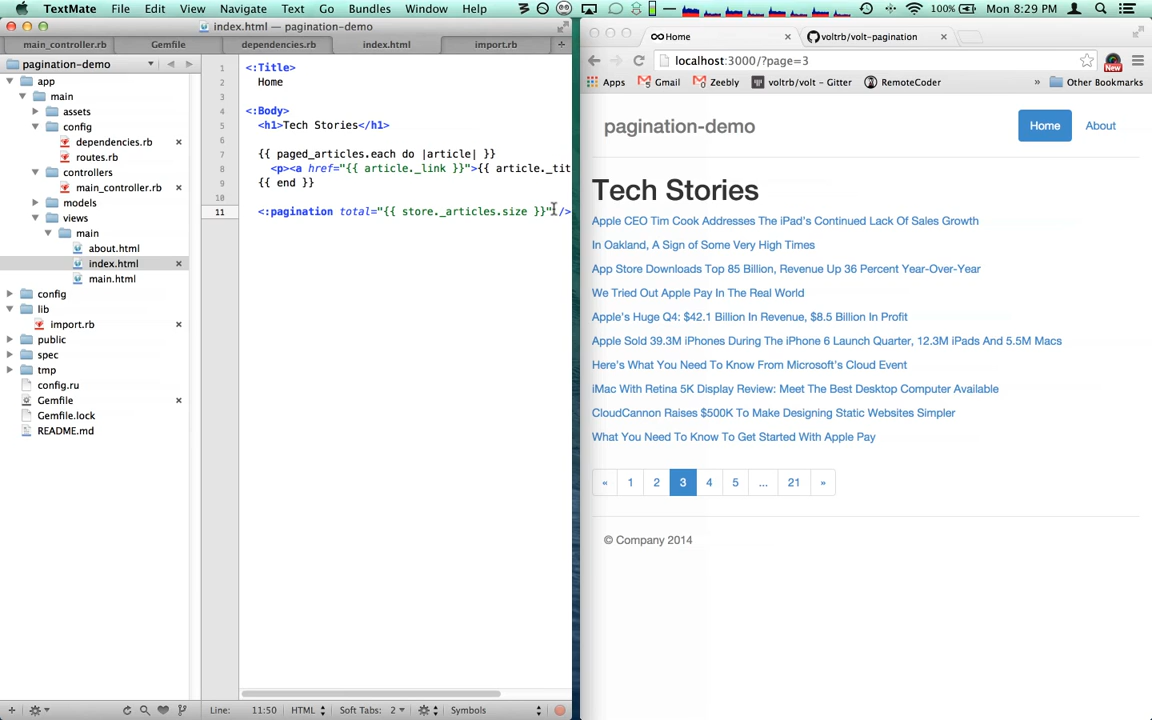 TextMate File Edit View Navigate Text Go Bundles Window Help 100% Mon 8:29 PM
index.html — pagination-demo
main_controller.rb Gemfile dependencies.rb index.html import.rb
pagination-demo
app
main
assets
config
dependencies.rb
routes.rb
controllers
main_controller.rb
models
views
main
about.html
index.html
main.html
config
lib
import.rb
public
spec
tmp
config.ru
Gemfile
Gemfile.lock
README.md
1 <:Title>
2 Home
3
4 <:Body>
5 <h1>Tech Stories</h1>
6
7 {{ paged_articles.each do |article| }}
8 <p><a href="{{ article._link }}">{{ article._tit
9 {{ end }}
10
11 <:pagination total="{{ store._articles.size }}" />
Line: 11:50 HTML Soft Tabs: 2 Symbols
Home voltrb/volt-pagination
localhost:3000/?page=3
New
Apps Gmail Zeebly voltrb/volt - Gitter RemoteCoder » Other Bookmarks
pagination-demo Home About
Tech Stories
Apple CEO Tim Cook Addresses The iPad's Continued Lack Of Sales Growth
In Oakland, A Sign of Some Very High Times
App Store Downloads Top 85 Billion, Revenue Up 36 Percent Year-Over-Year
We Tried Out Apple Pay In The Real World
Apple's Huge Q4: $42.1 Billion In Revenue, $8.5 Billion In Profit
Apple Sold 39.3M iPhones During The iPhone 6 Launch Quarter, 12.3M iPads And 5.5M Macs
Here's What You Need To Know From Microsoft's Cloud Event
iMac With Retina 5K Display Review: Meet The Best Desktop Computer Available
CloudCannon Raises $500K To Make Designing Static Websites Simpler
What You Need To Know To Get Started With Apple Pay
« 1 2 3 4 5 ... 21 »
© Company 2014